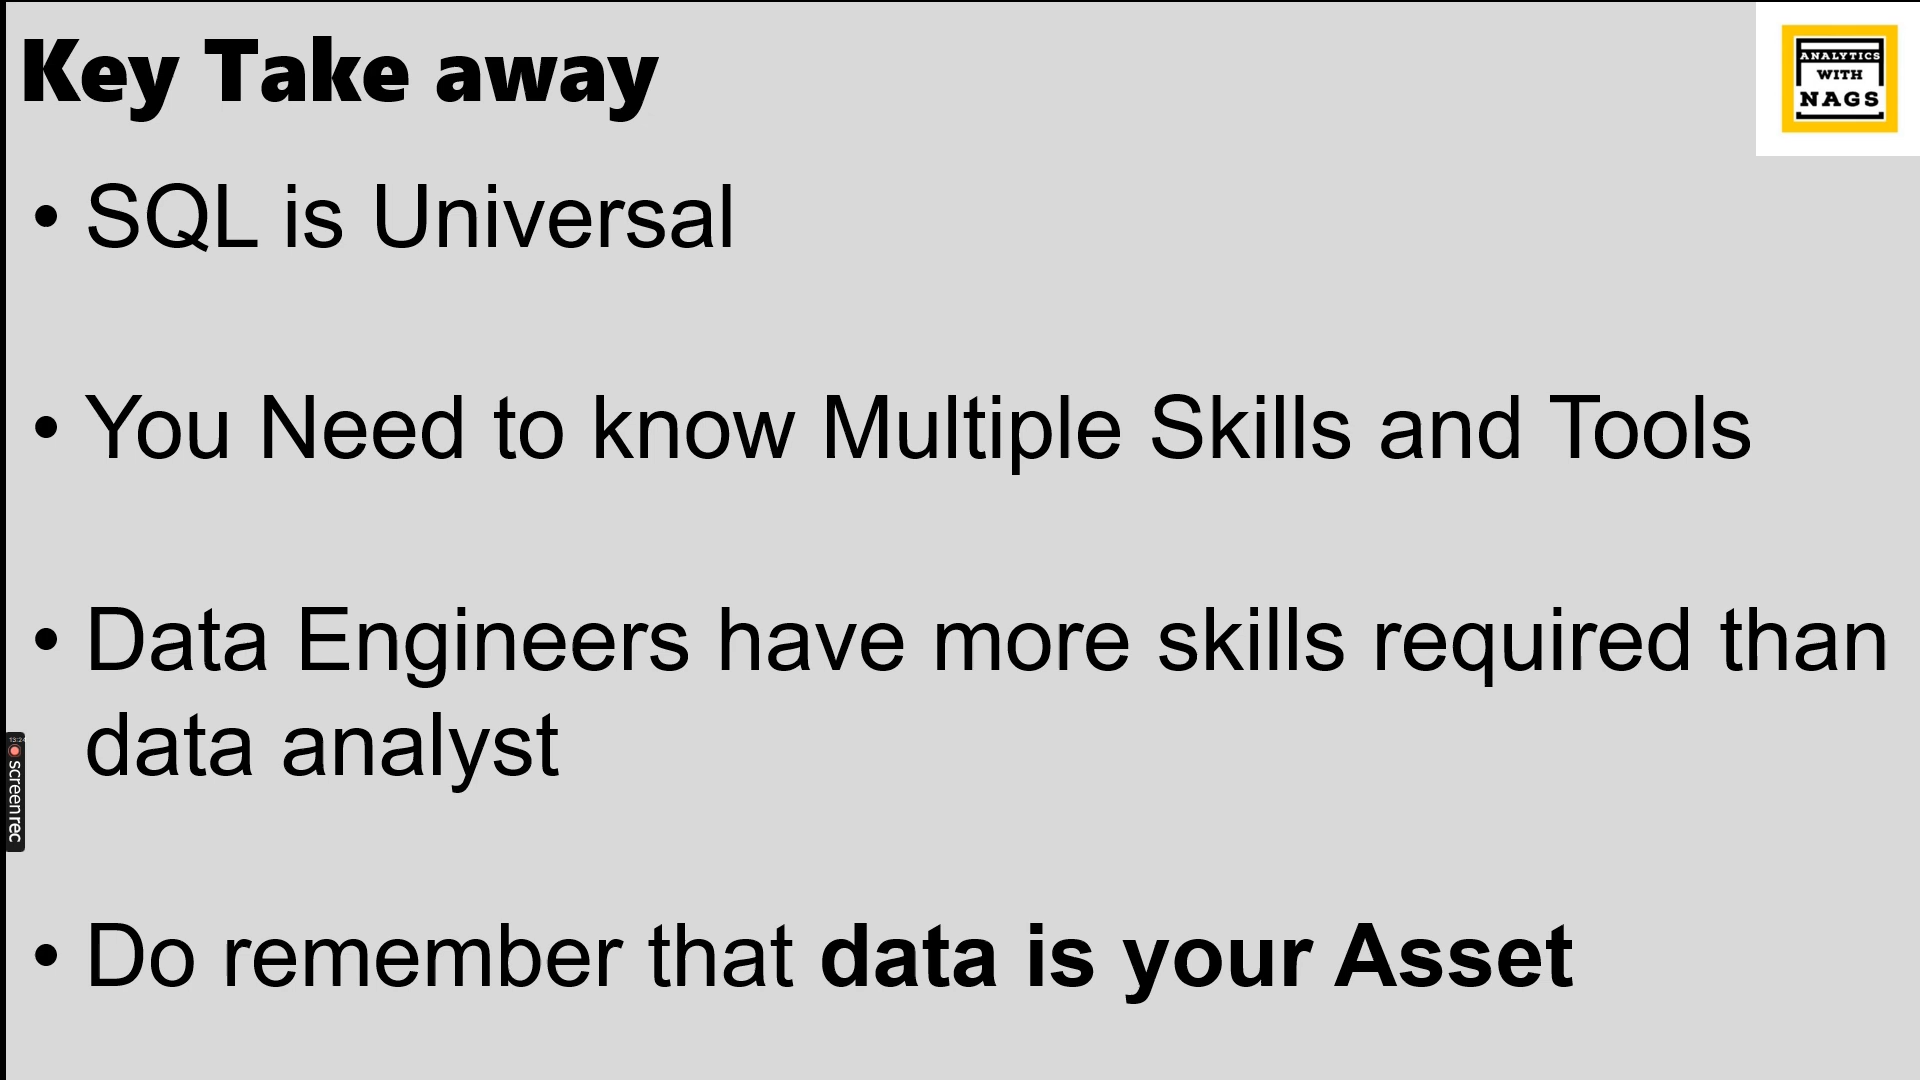 Key Take away
ANALYTICS
WITH
NAGS
• SQL is Universal
• You Need to know Multiple Skills and Tools
• Data Engineers have more skills required than
data analyst
• Do remember that data is your Asset
screenrec